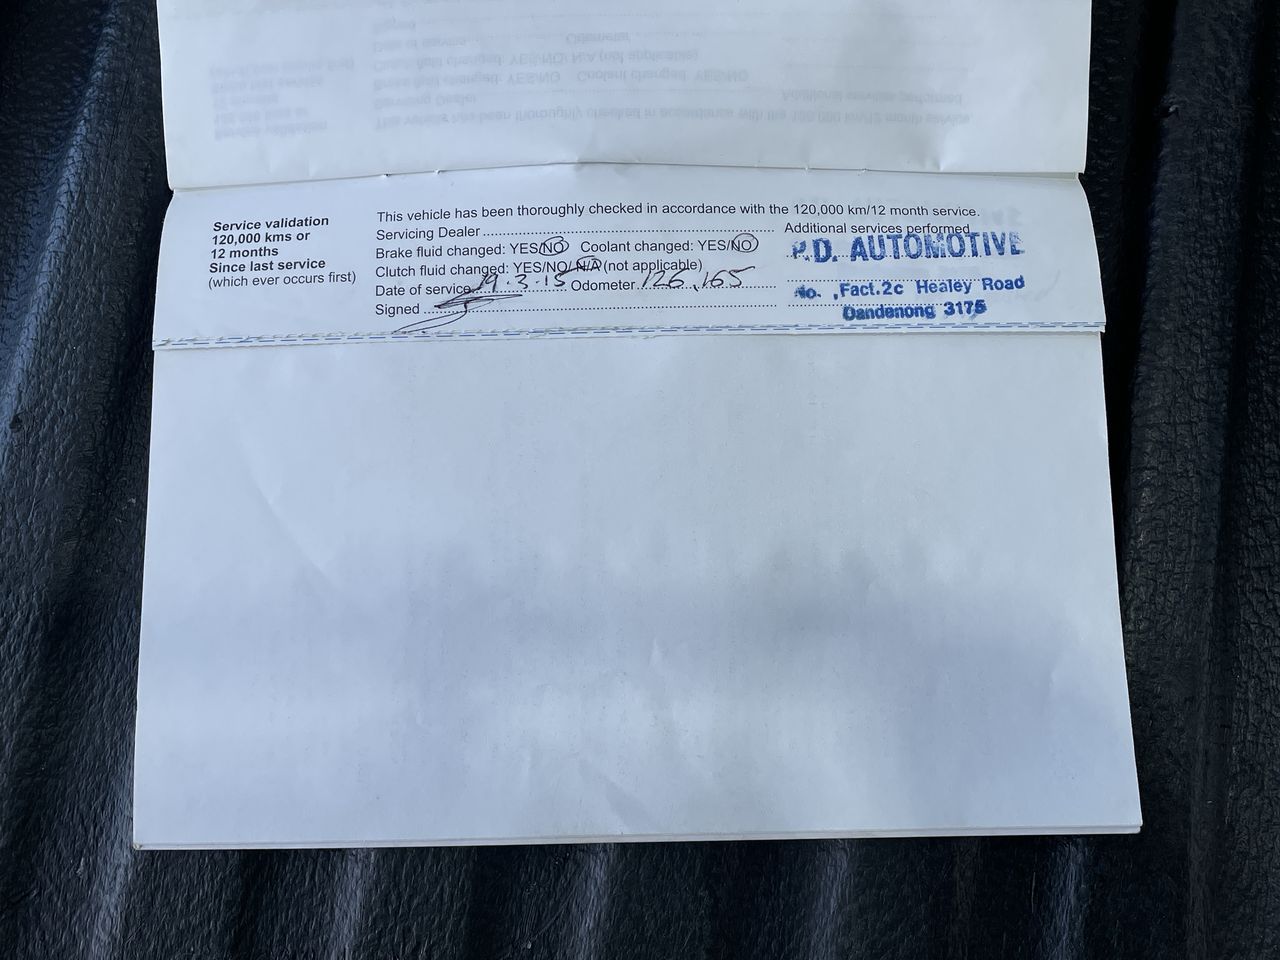 Service validation
120,000 kms or
12 months
Since last service
(which ever occurs first)
This vehicle has been thoroughly checked in accordance with the 120,000 km/12 month service.
Servicing Dealer
Additional services performed
Brake fluid changed: YES/NO Coolant changed: YES/NO
Clutch fluid changed: YES/NO/ N/A (not applicable)
Date of service 19.3.15 Odometer 126,165
Signed
P.D. AUTOMOTIVE
No. , Fact.2c Healey Road
Dandenong 3175